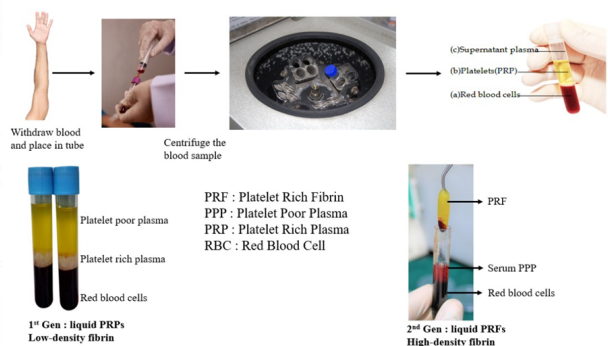 (c)Supernatant plasma
(b)Platelets(PRP)
(a)Red blood cells
Withdraw blood
and place in tube
Centrifuge the
blood sample
Platelet poor plasma
Platelet rich plasma
Red blood cells
1st Gen : liquid PRPs
Low-density fibrin
PRF : Platelet Rich Fibrin
PPP : Platelet Poor Plasma
PRP : Platelet Rich Plasma
RBC : Red Blood Cell
PRF
Serum PPP
Red blood cells
2nd Gen : liquid PRFs
High-density fibrin